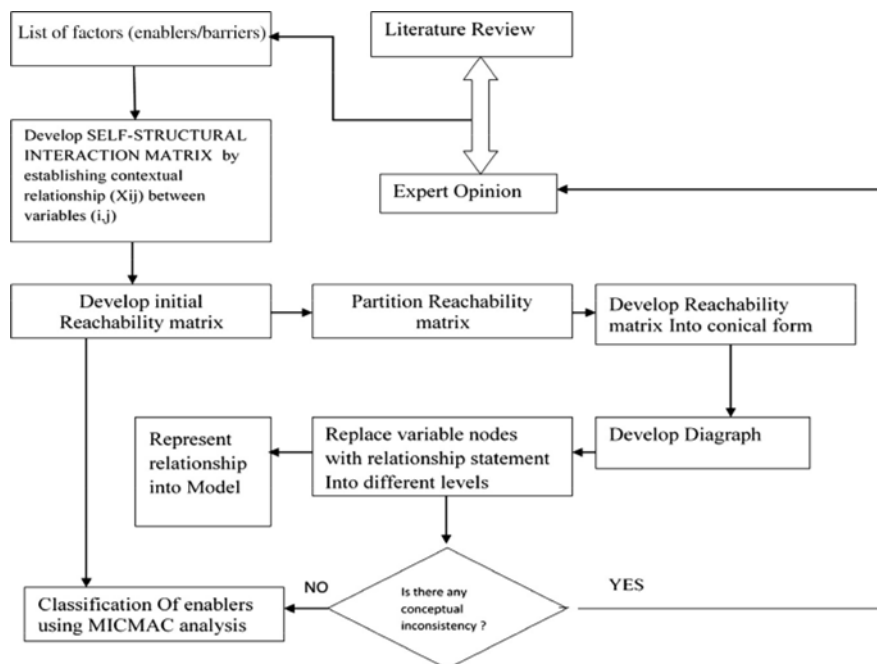 List of factors (enablers/barriers)
Literature Review
Develop SELF-STRUCTURAL
INTERACTION MATRIX by
establishing contextual
relationship (Xij) between
variables (i,j)
Expert Opinion
Develop initial
Reachability matrix
Partition Reachability
matrix
Develop Reachability
matrix Into conical form
Represent
relationship
into Model
Replace variable nodes
with relationship statement
Into different levels
Develop Diagraph
Classification Of enablers
using MICMAC analysis
NO
Is there any
conceptual
inconsistency ?
YES